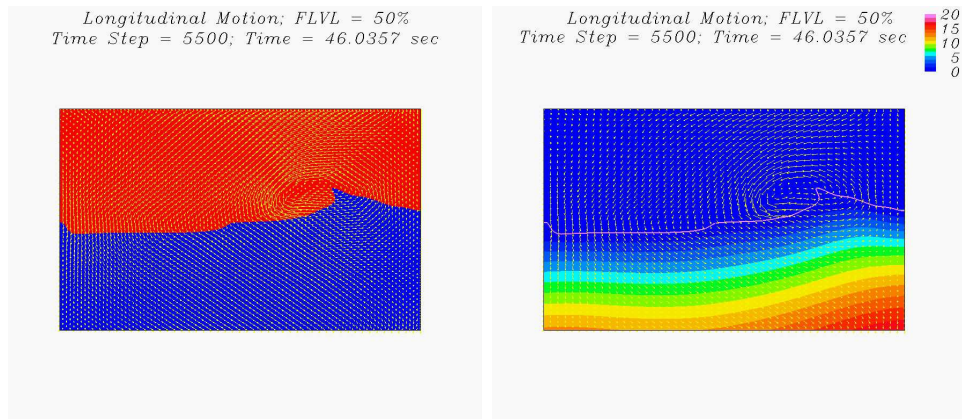 Longitudinal Motion; FLVL = 50%
Time Step = 5500; Time = 46.0357 sec
Longitudinal Motion; FLVL = 50%
Time Step = 5500; Time = 46.0357 sec
20
15
10
5
0